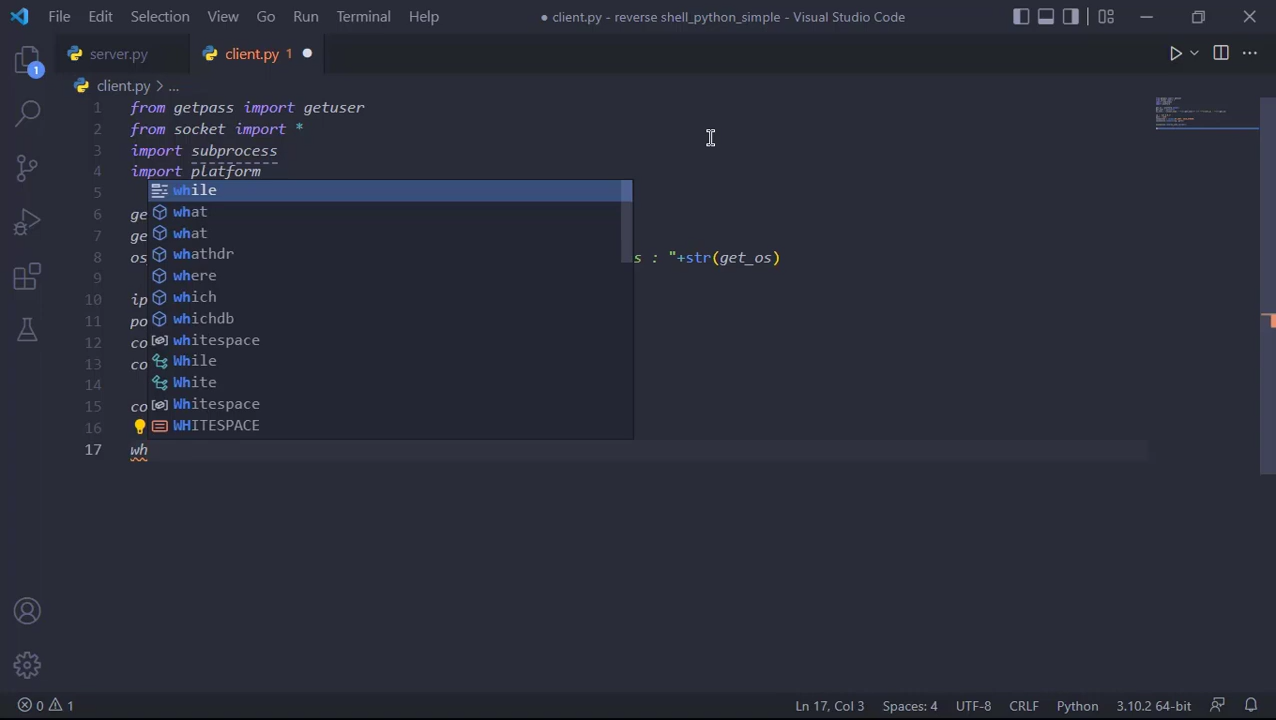 File Edit Selection View Go Run Terminal Help ● client.py - reverse shell_python_simple - Visual Studio Code
server.py client.py 1 ●
client.py > ...
1 from getpass import getuser
2 from socket import *
3 import subprocess
4 import platform
5 while
6 ge what
7 ge what
8 os whathdr s : "+str(get_os)
9 where
10 ip which
11 po whichdb
12 co whitespace
13 co While
14 White
15 co Whitespace
16 WHITESPACE
17 wh
1
0 1 Ln 17, Col 3 Spaces: 4 UTF-8 CRLF Python 3.10.2 64-bit